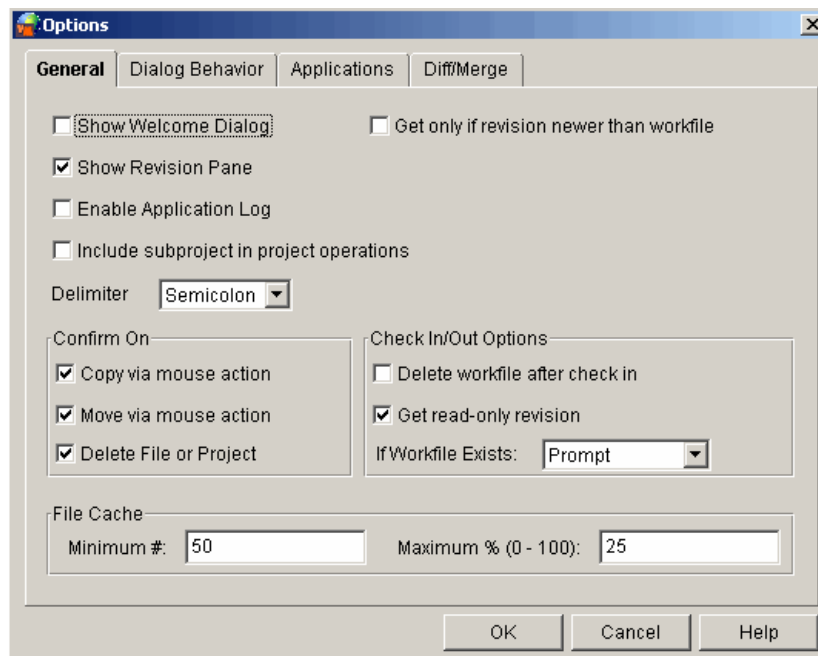 Options
General Dialog Behavior Applications Diff/Merge
Show Welcome Dialog Get only if revision newer than workfile
Show Revision Pane
Enable Application Log
Include subproject in project operations
Delimiter Semicolon
Confirm On
Copy via mouse action
Move via mouse action
Delete File or Project
Check In/Out Options
Delete workfile after check in
Get read-only revision
If Workfile Exists: Prompt
File Cache
Minimum #: 50 Maximum % (0 - 100): 25
OK Cancel Help